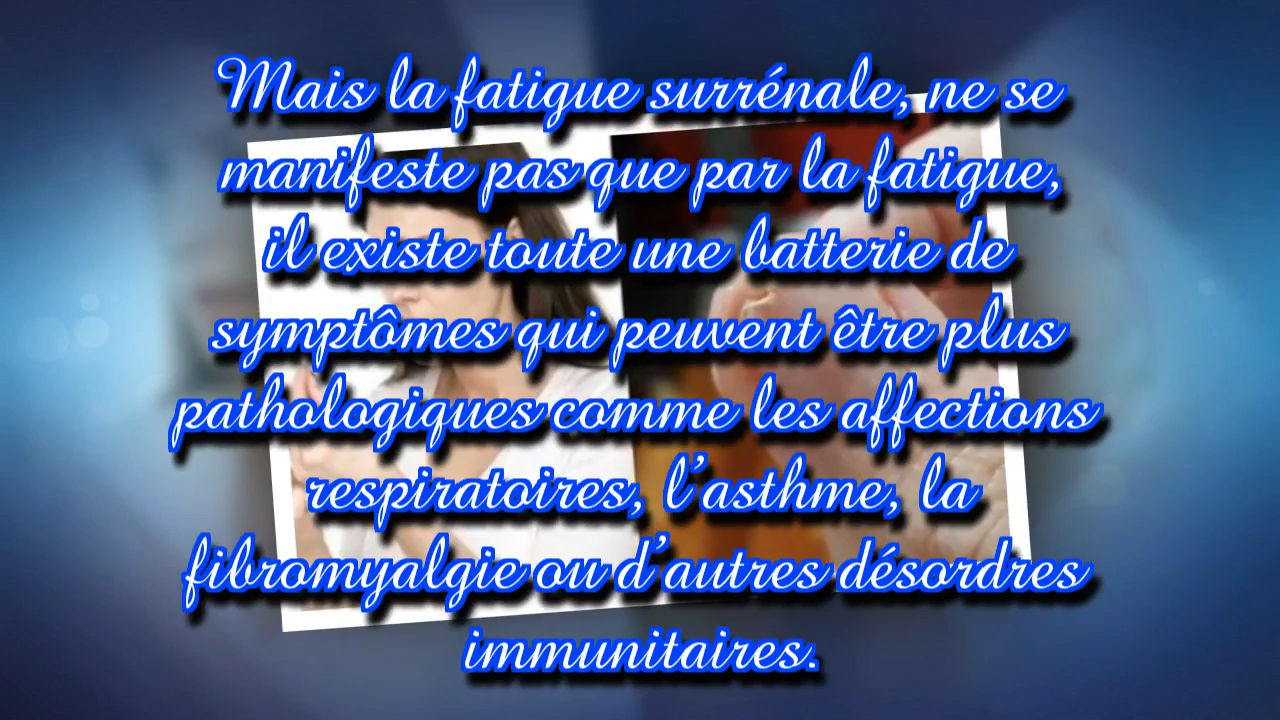 Mais la fatigue surrénale, ne se
manifeste pas que par la fatigue,
il existe toute une batterie de
symptômes qui peuvent être plus
pathologiques comme les affections
respiratoires, l'asthme, la
fibromyalgie ou d'autres désordres
immunitaires.